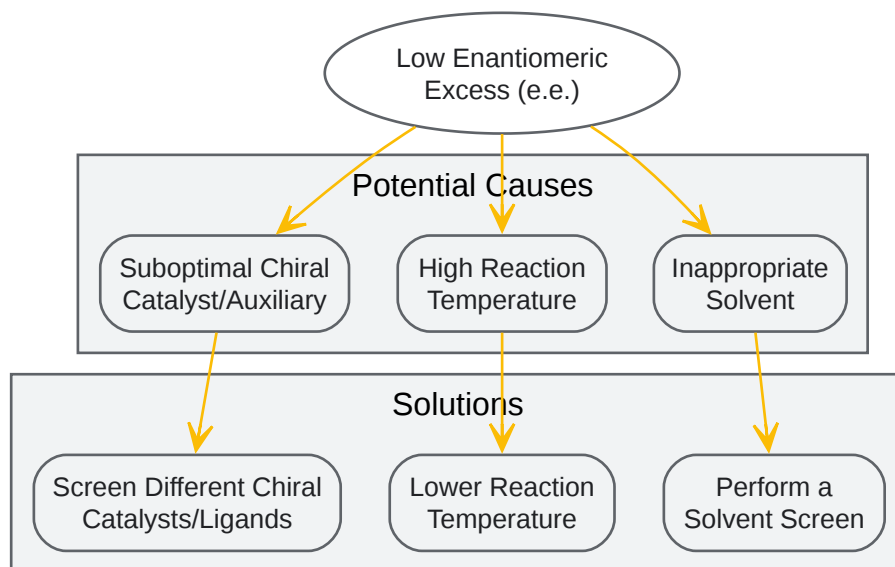 Low Enantiomeric
Excess (e.e.)
Potential Causes
Suboptimal Chiral
Catalyst/Auxiliary
High Reaction
Temperature
Inappropriate
Solvent
Solutions
Screen Different Chiral
Catalysts/Ligands
Lower Reaction
Temperature
Perform a
Solvent Screen